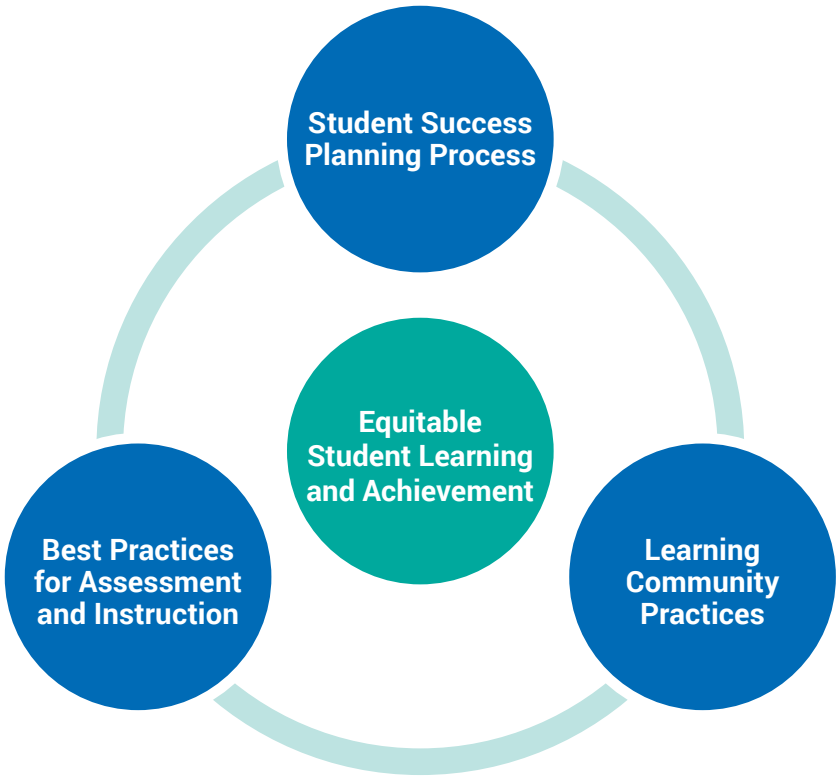 Student Success
Planning Process
Equitable
Student Learning
and Achievement
Best Practices
for Assessment
and Instruction
Learning
Community
Practices